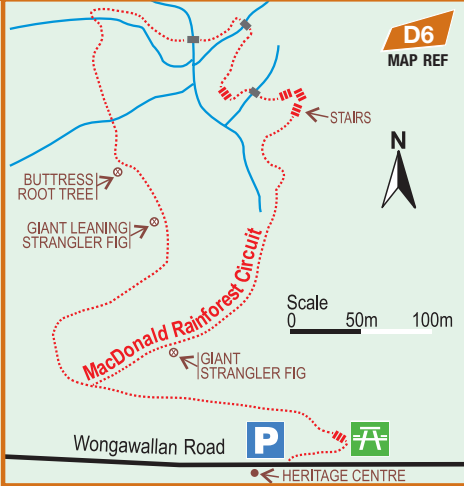 D6
MAP REF
STAIRS
N
BUTTRESS
ROOT TREE
GIANT LEANING
STRANGLER FIG
MacDonald Rainforest Circuit
Scale
0 50m 100m
GIANT
STRANGLER FIG
Wongawallan Road
P
HERITAGE CENTRE